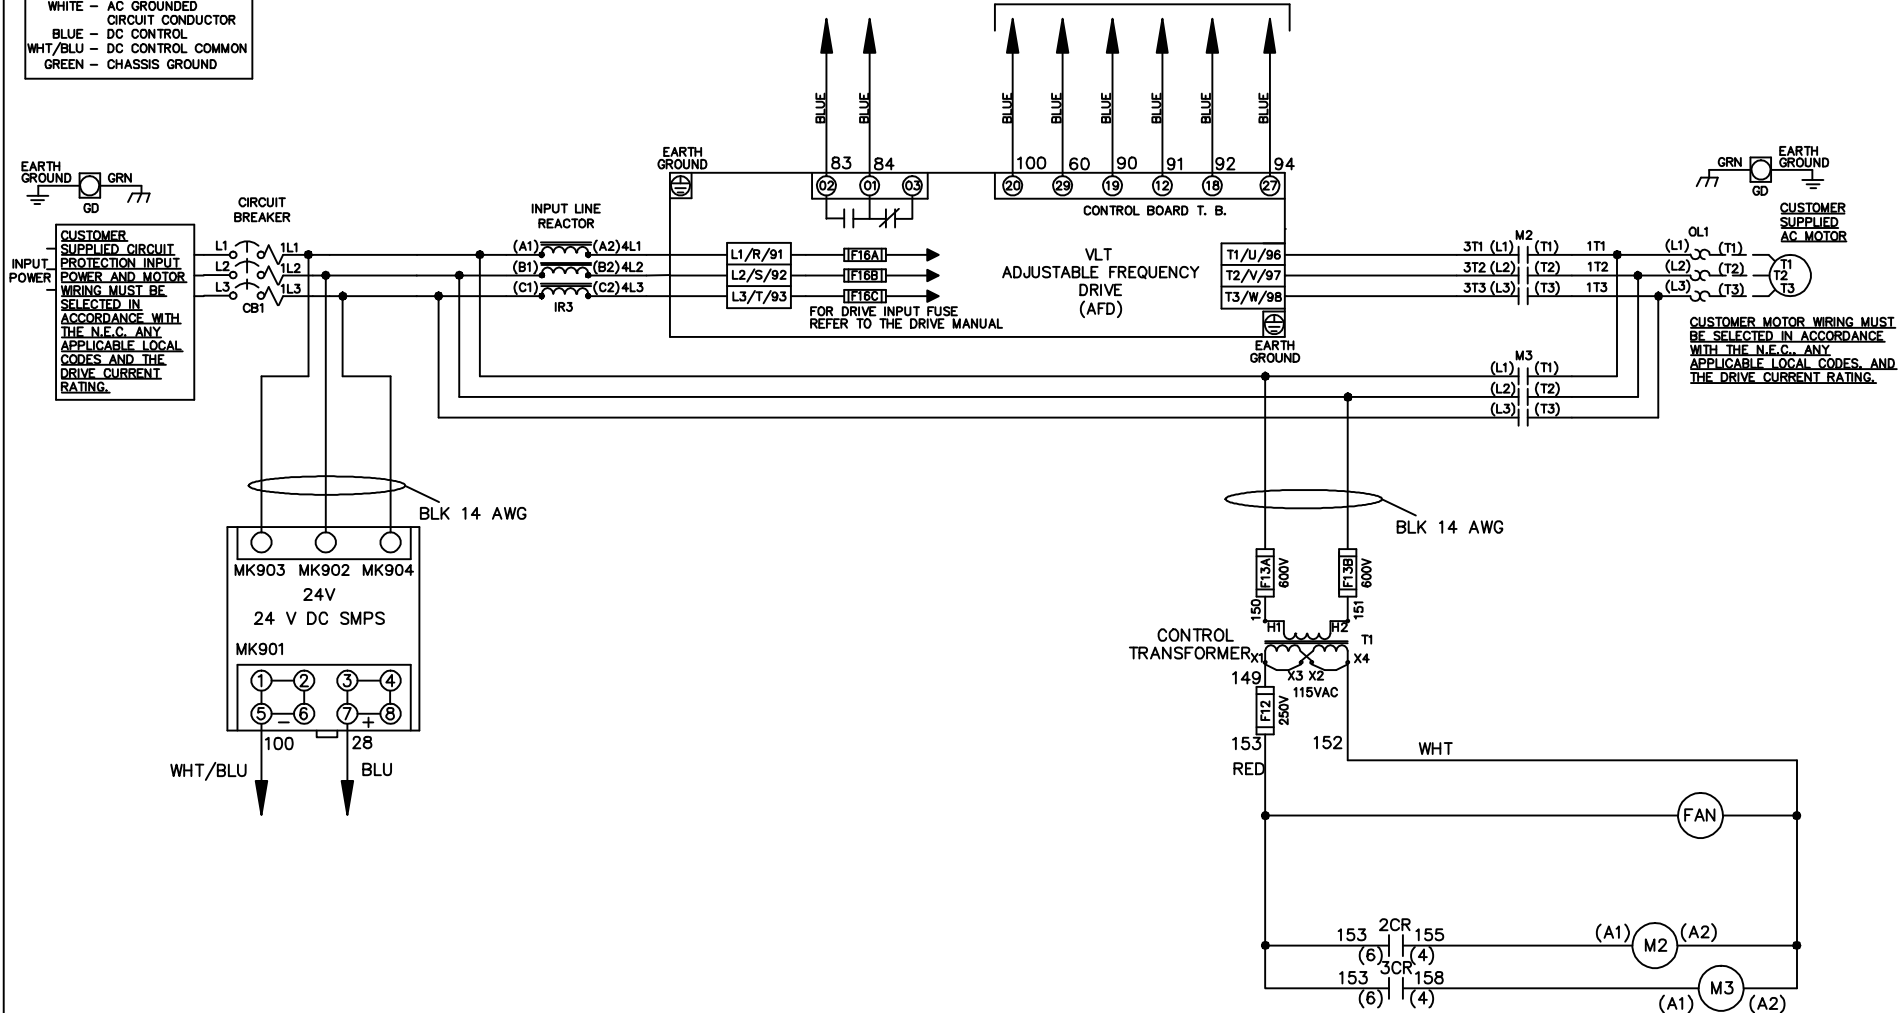 WHITE – AC GROUNDED
CIRCUIT CONDUCTOR
BLUE – DC CONTROL
WHT/BLU – DC CONTROL COMMON
GREEN – CHASSIS GROUND
BLUE
BLUE
BLUE
BLUE
BLUE
BLUE
BLUE
BLUE
EARTH
GROUND
GRN
GD
CIRCUIT
BREAKER
INPUT LINE
REACTOR
EARTH
GROUND
83
84
100
60
90
91
92
94
02
01
03
20
29
19
12
18
27
CONTROL BOARD T. B.
GRN
EARTH
GROUND
GD
CUSTOMER
SUPPLIED
AC MOTOR
INPUT
POWER
CUSTOMER
SUPPLIED CIRCUIT
PROTECTION INPUT
POWER AND MOTOR
WIRING MUST BE
SELECTED IN
ACCORDANCE WITH
THE N.E.C. ANY
APPLICABLE LOCAL
CODES AND THE
DRIVE CURRENT
RATING.
L1
1L1
L2
1L2
L3
1L3
CB1
(A1)
(A2)4L1
(B1)
(B2)4L2
(C1)
(C2)4L3
IR3
L1/R/91
L2/S/92
L3/T/93
F16A
F16B
F16C
FOR DRIVE INPUT FUSE
REFER TO THE DRIVE MANUAL
VLT
ADJUSTABLE FREQUENCY
DRIVE
(AFD)
T1/U/96
T2/V/97
T3/W/98
EARTH
GROUND
M2
3T1 (L1) (T1) 1T1
3T2 (L2) (T2) 1T2
3T3 (L3) (T3) 1T3
OL1
(L1) (T1)
(L2) (T2)
(L3) (T3)
T1
T2
T3
CUSTOMER MOTOR WIRING MUST
BE SELECTED IN ACCORDANCE
WITH THE N.E.C., ANY
APPLICABLE LOCAL CODES, AND
THE DRIVE CURRENT RATING.
M3
(L1) (T1)
(L2) (T2)
(L3) (T3)
BLK 14 AWG
BLK 14 AWG
MK903 MK902 MK904
24V
24 V DC SMPS
MK901
1 2 3 4
5 – 6 7 + 8
100
28
WHT/BLU
BLU
F13A
600V
F13B
600V
150
151
H1
H2
T1
CONTROL
TRANSFORMER
X1
X4
X3 X2
115VAC
149
F12
250V
153
152
RED
WHT
FAN
2CR
153
155
(6)
(4)
(A1)
M2
(A2)
3CR
153
158
(6)
(4)
(A1)
M3
(A2)